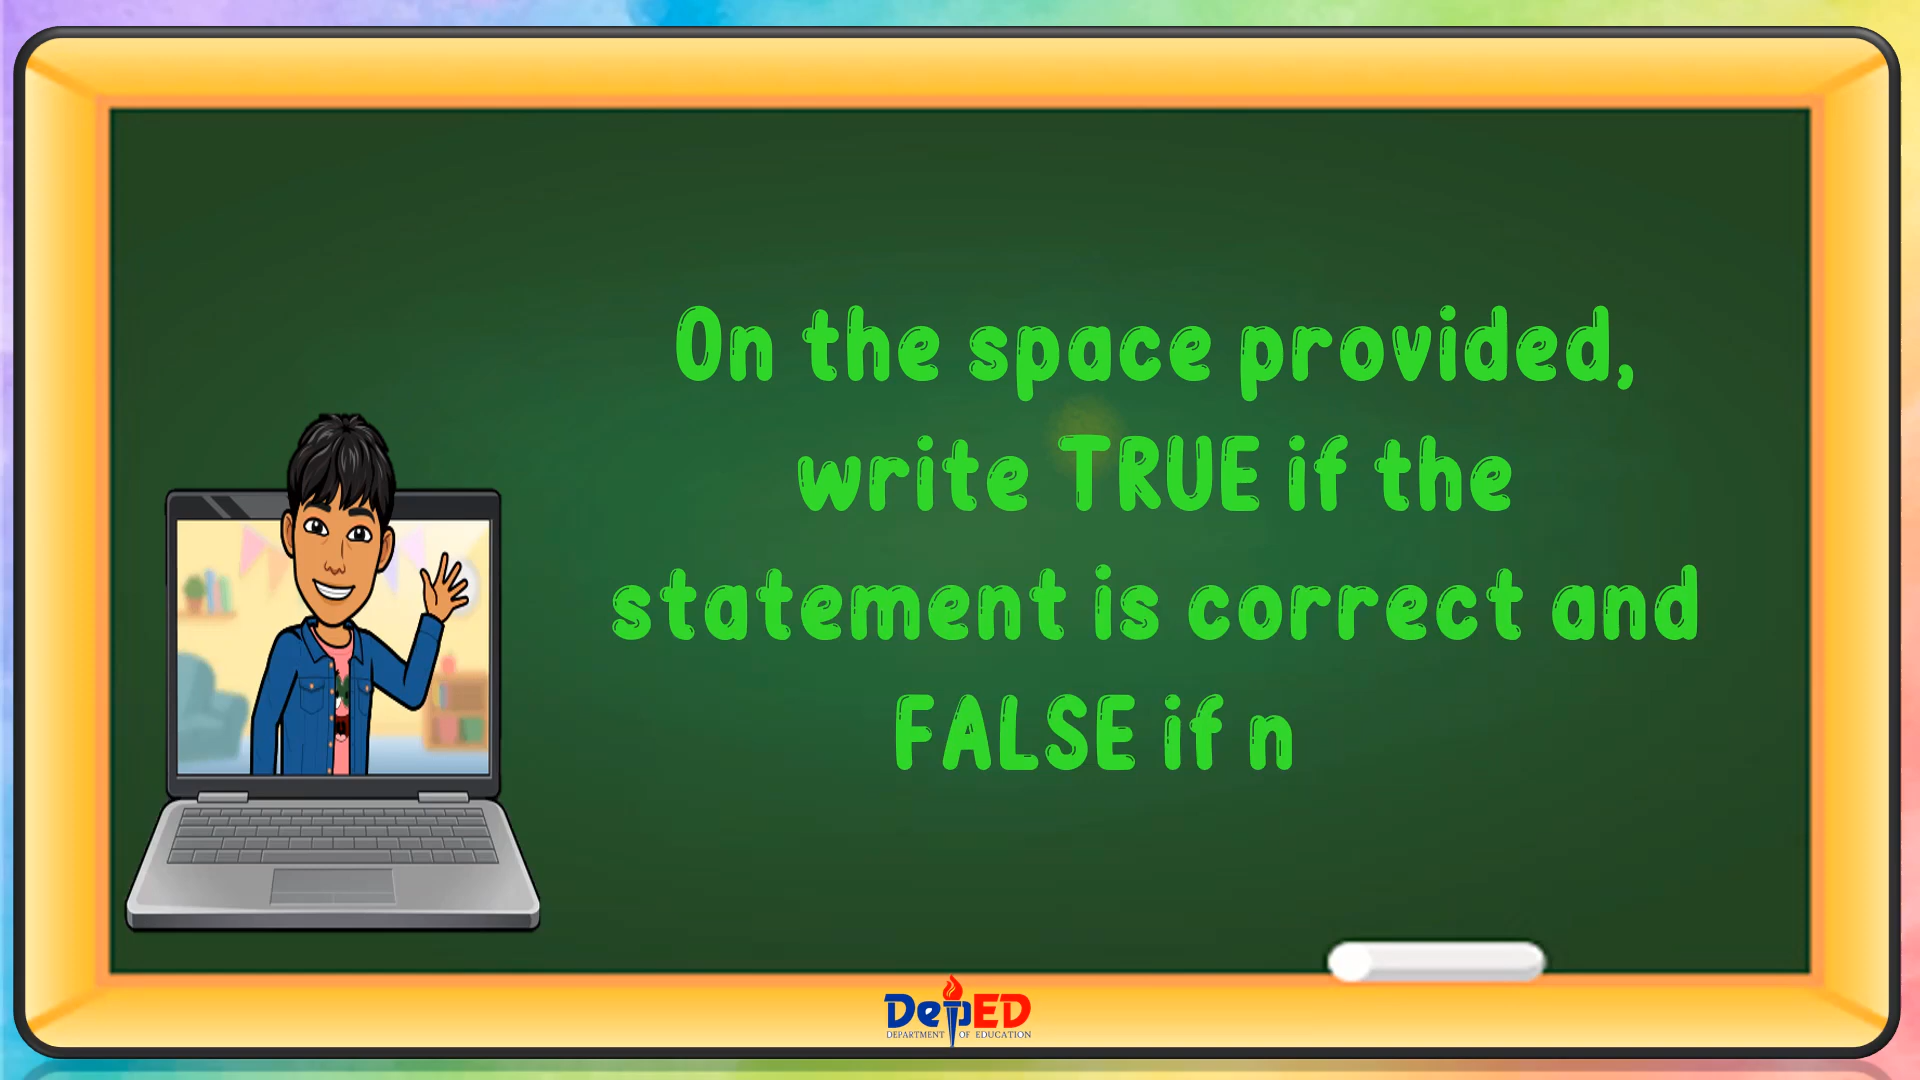 On the space provided,
write TRUE if the
statement is correct and
FALSE if n
DepED
DEPARTMENT OF EDUCATION